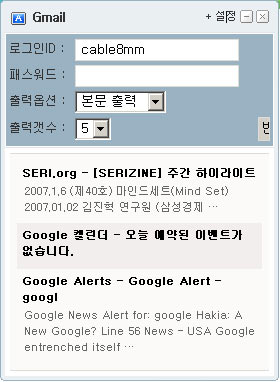 Gmail + 설정
로그인ID : cable8mm
패스워드 :
출력옵션 : 본문 출력
출력갯수 : 5
SERI.org - [SERIZINE] 주간 하이라이트
2007.1.6 (제40호) 마인드세트(Mind Set)
2007.01.02 김진혁 연구원 (삼성경제 ...
Google 캘린더 - 오늘 예약된 이벤트가
없습니다.
Google Alerts - Google Alert -
googl
Google News Alert for: google Hakia: A
New Google? Line 56 News - USA Google
entrenched itself ...